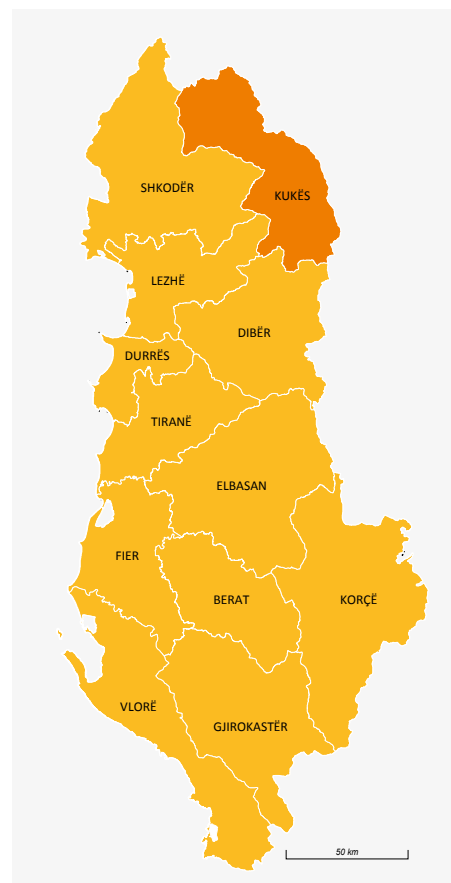 SHKODËR
KUKËS
LEZHË
DIBËR
DURRËS
TIRANË
ELBASAN
FIER
BERAT
KORÇË
VLORË
GJIROKASTËR
50 km